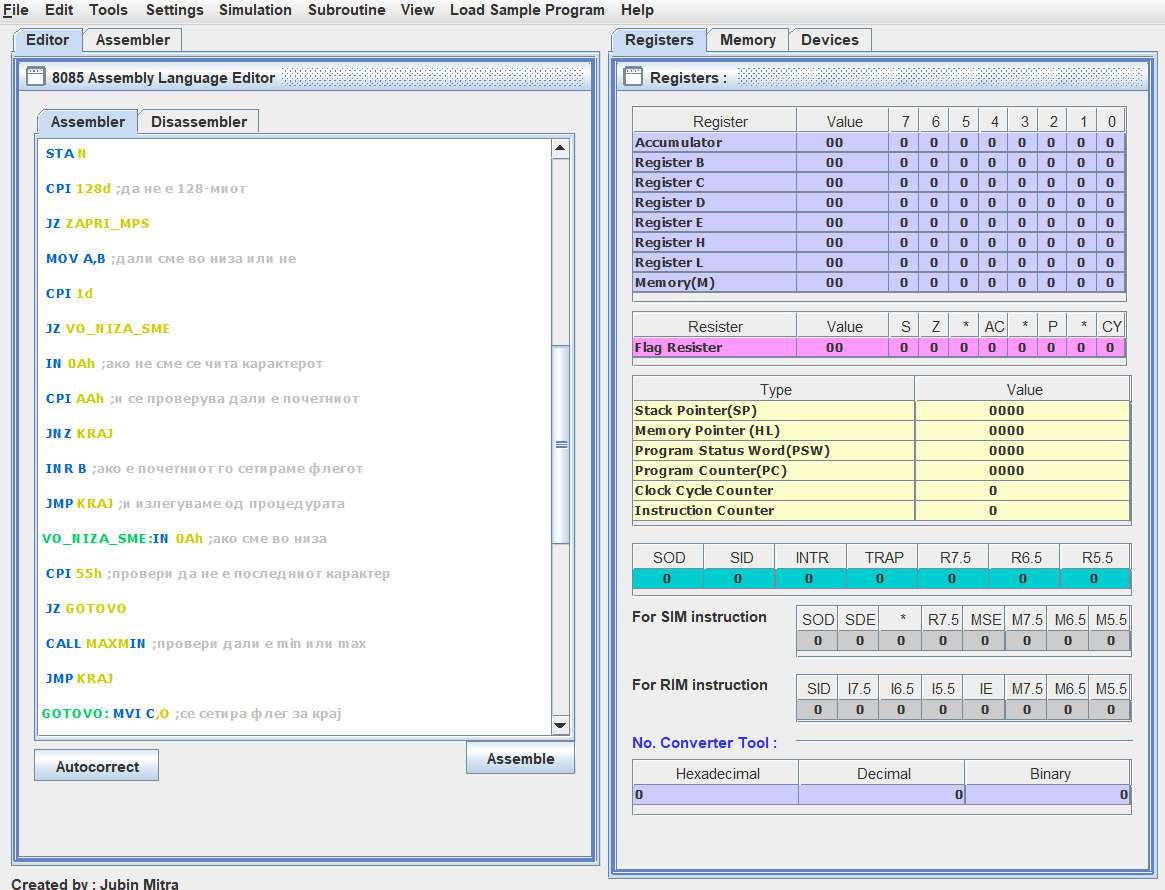 File Edit Tools Settings Simulation Subroutine View Load Sample Program Help
Editor Assembler
8085 Assembly Language Editor
Assembler Disassembler
STA N
CPI 128d ;да не е 128-миот
JZ ZAPRI_MPS
MOV A,B ;дали сме во низа или не
CPI 1d
JZ VO_NIZA_SME
IN 0Ah ;ако не сме се чита карактерот
CPI AAh ;и се проверува дали е почетниот
JNZ KRAJ
INR B ;ако е почетниот го сетираме флегот
JMP KRAJ ;и излегуваме од процедурата
VO_NIZA_SME:IN 0Ah ;ако сме во низа
CPI 55h ;провери да не е последниот карактер
JZ GOTOVO
CALL MAXMIN ;провери дали е min или max
JMP KRAJ
GOTOVO: MVI C,0 ;се сетира флег за крај
Autocorrect Assemble
Created by : Jubin Mitra
Registers Memory Devices
Registers :
Register Value 7 6 5 4 3 2 1 0
Accumulator 00 0 0 0 0 0 0 0 0
Register B 00 0 0 0 0 0 0 0 0
Register C 00 0 0 0 0 0 0 0 0
Register D 00 0 0 0 0 0 0 0 0
Register E 00 0 0 0 0 0 0 0 0
Register H 00 0 0 0 0 0 0 0 0
Register L 00 0 0 0 0 0 0 0 0
Memory(M) 00 0 0 0 0 0 0 0 0
Resister Value S Z * AC * P * CY
Flag Resister 00 0 0 0 0 0 0 0 0
Type Value
Stack Pointer(SP) 0000
Memory Pointer (HL) 0000
Program Status Word(PSW) 0000
Program Counter(PC) 0000
Clock Cycle Counter 0
Instruction Counter 0
SOD SID INTR TRAP R7.5 R6.5 R5.5
0 0 0 0 0 0 0
For SIM instruction
SOD SDE * R7.5 MSE M7.5 M6.5 M5.5
0 0 0 0 0 0 0 0
For RIM instruction
SID I7.5 I6.5 I5.5 IE M7.5 M6.5 M5.5
0 0 0 0 0 0 0 0
No. Converter Tool :
Hexadecimal Decimal Binary
0 0 0